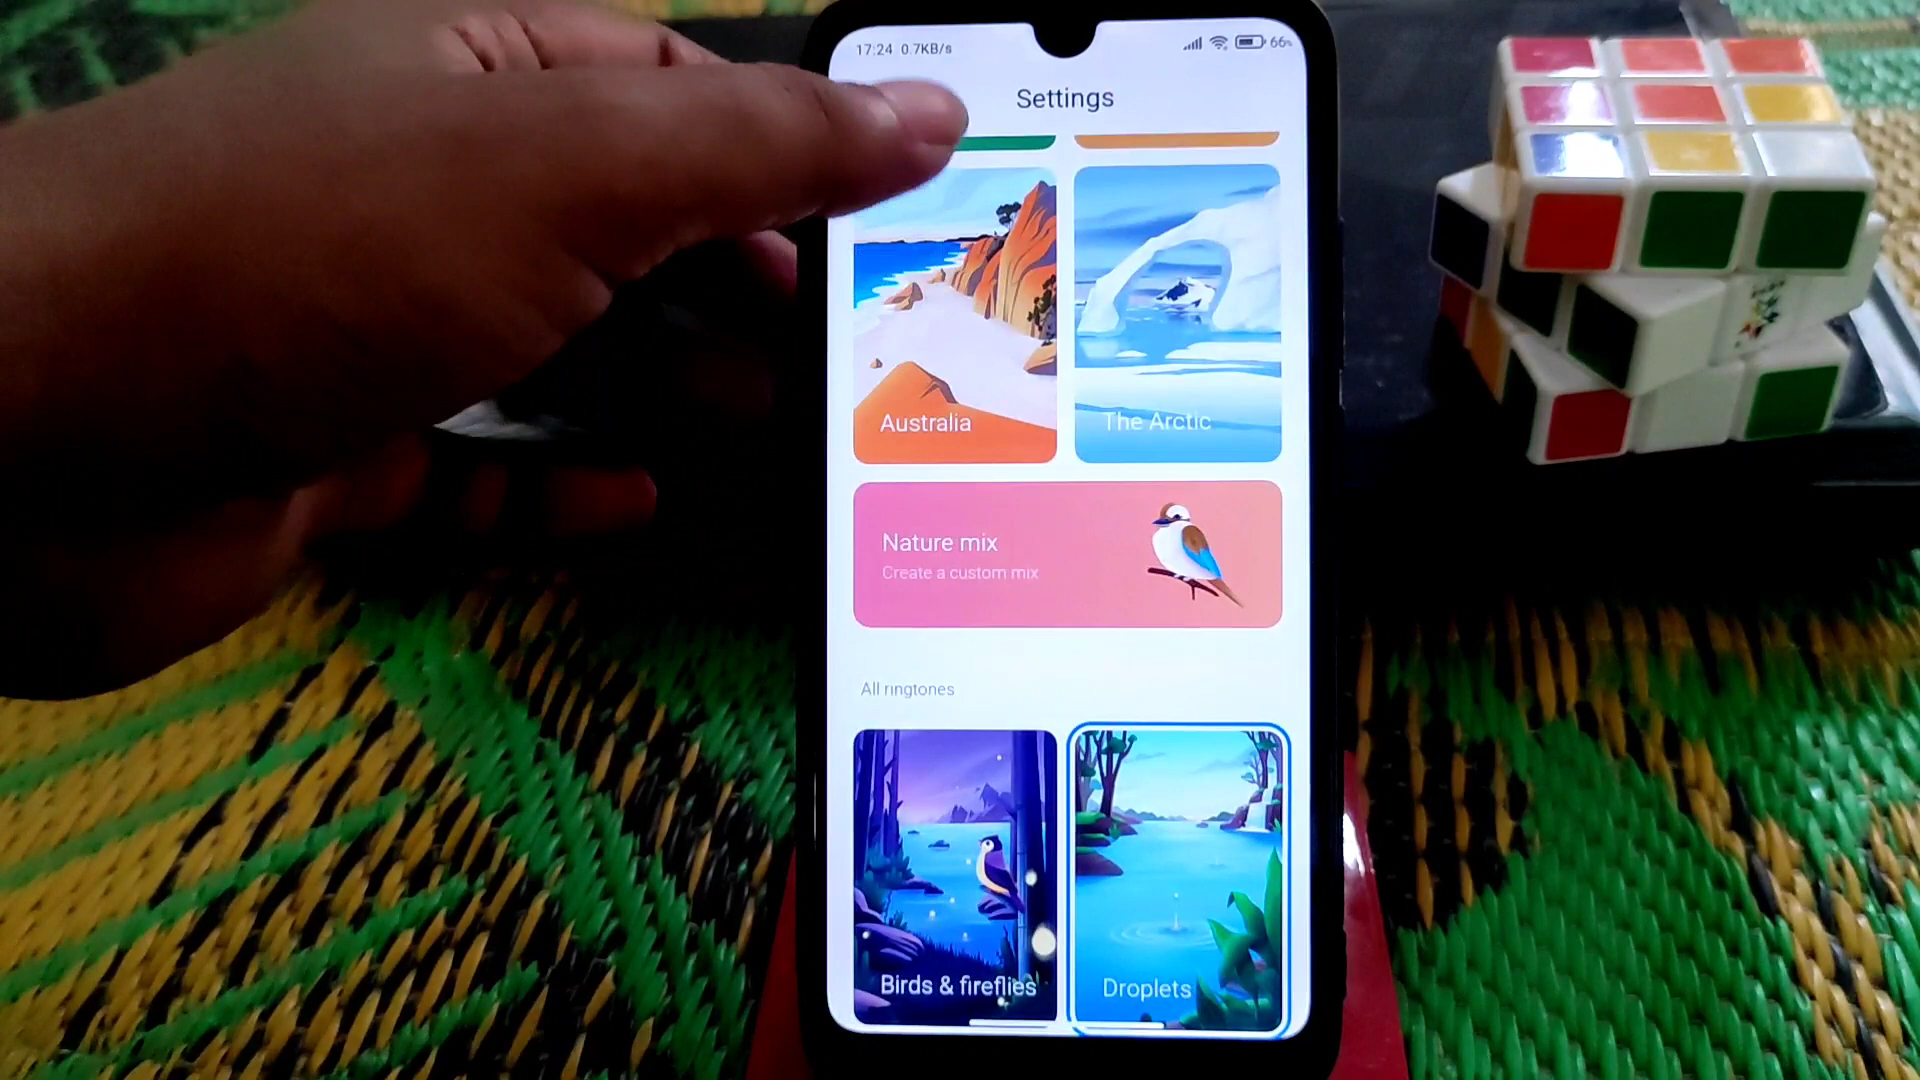 17:24 0.7KB/s
66%
Settings
Australia
The Arctic
Nature mix
Create a custom mix
All ringtones
Birds & fireflies
Droplets